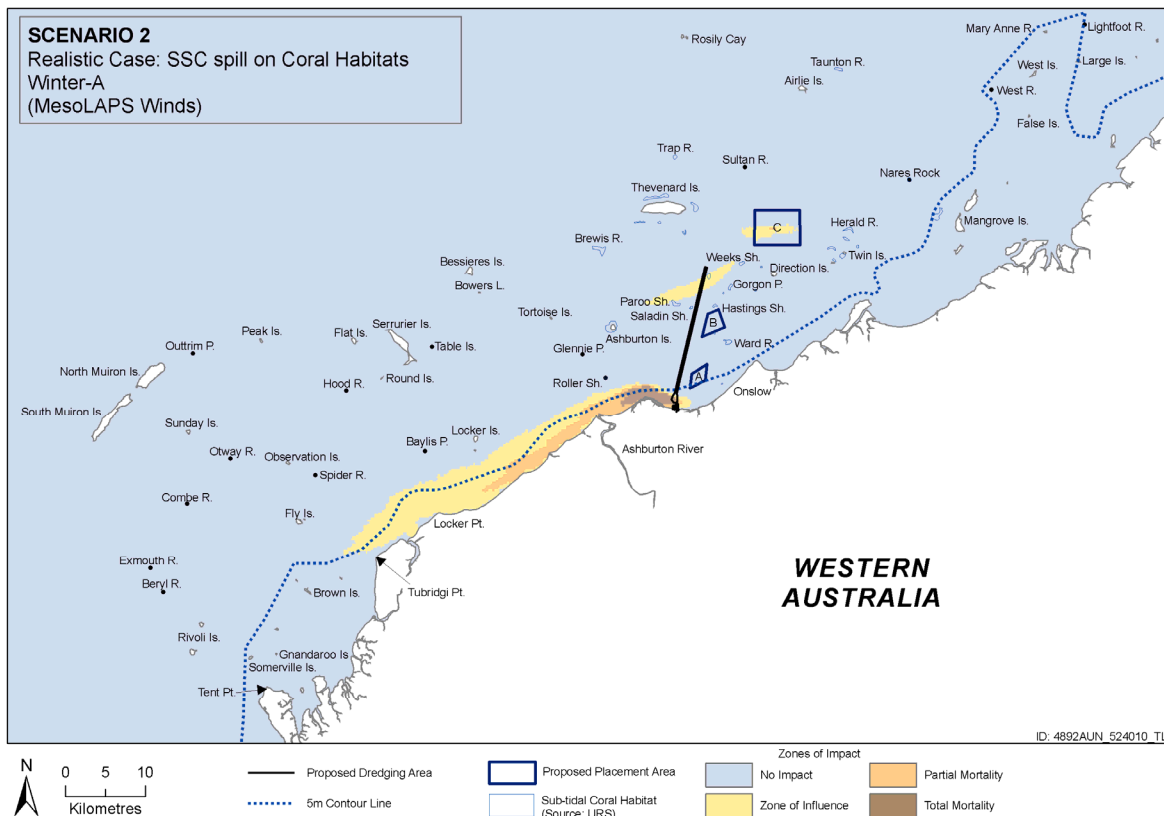 SCENARIO 2
Realistic Case: SSC spill on Coral Habitats
Winter-A
(MesoLAPS Winds)
Rosily Cay
Mary Anne R.
Lightfoot R.
Taunton R.
Airlie Is.
West Is.
Large Is.
West R.
False Is.
Trap R.
Sultan R.
Nares Rock
Thevenard Is.
Mangrove Is.
C
Herald R.
Brewis R.
Twin Is.
Weeks Sh.
Direction Is.
Bessieres Is.
Bowers L.
Gorgon P.
Paroo Sh.
Hastings Sh.
Saladin Sh.
Tortoise Is.
B
Ashburton Is.
Ward R.
Peak Is.
Flat Is.
Serrurier Is.
Table Is.
Glennie P.
Outtrim P.
North Muiron Is.
Round Is.
Hood R.
Roller Sh.
A
Onslow
South Muiron Is.
Sunday Is.
Locker Is.
Baylis P.
Ashburton River
Otway R.
Observation Is.
Spider R.
Combe R.
Fly Is.
Locker Pt.
Exmouth R.
Beryl R.
Brown Is.
Tubridgi Pt.
WESTERN
AUSTRALIA
Rivoli Is.
Gnandaroo Is
Somerville Is.
Tent Pt.
ID: 4892AUN_524010_TL
N
0 5 10
Kilometres
Proposed Dredging Area
5m Contour Line
Proposed Placement Area
Sub-tidal Coral Habitat
(Source: URS)
Zones of Impact
No Impact
Partial Mortality
Zone of Influence
Total Mortality